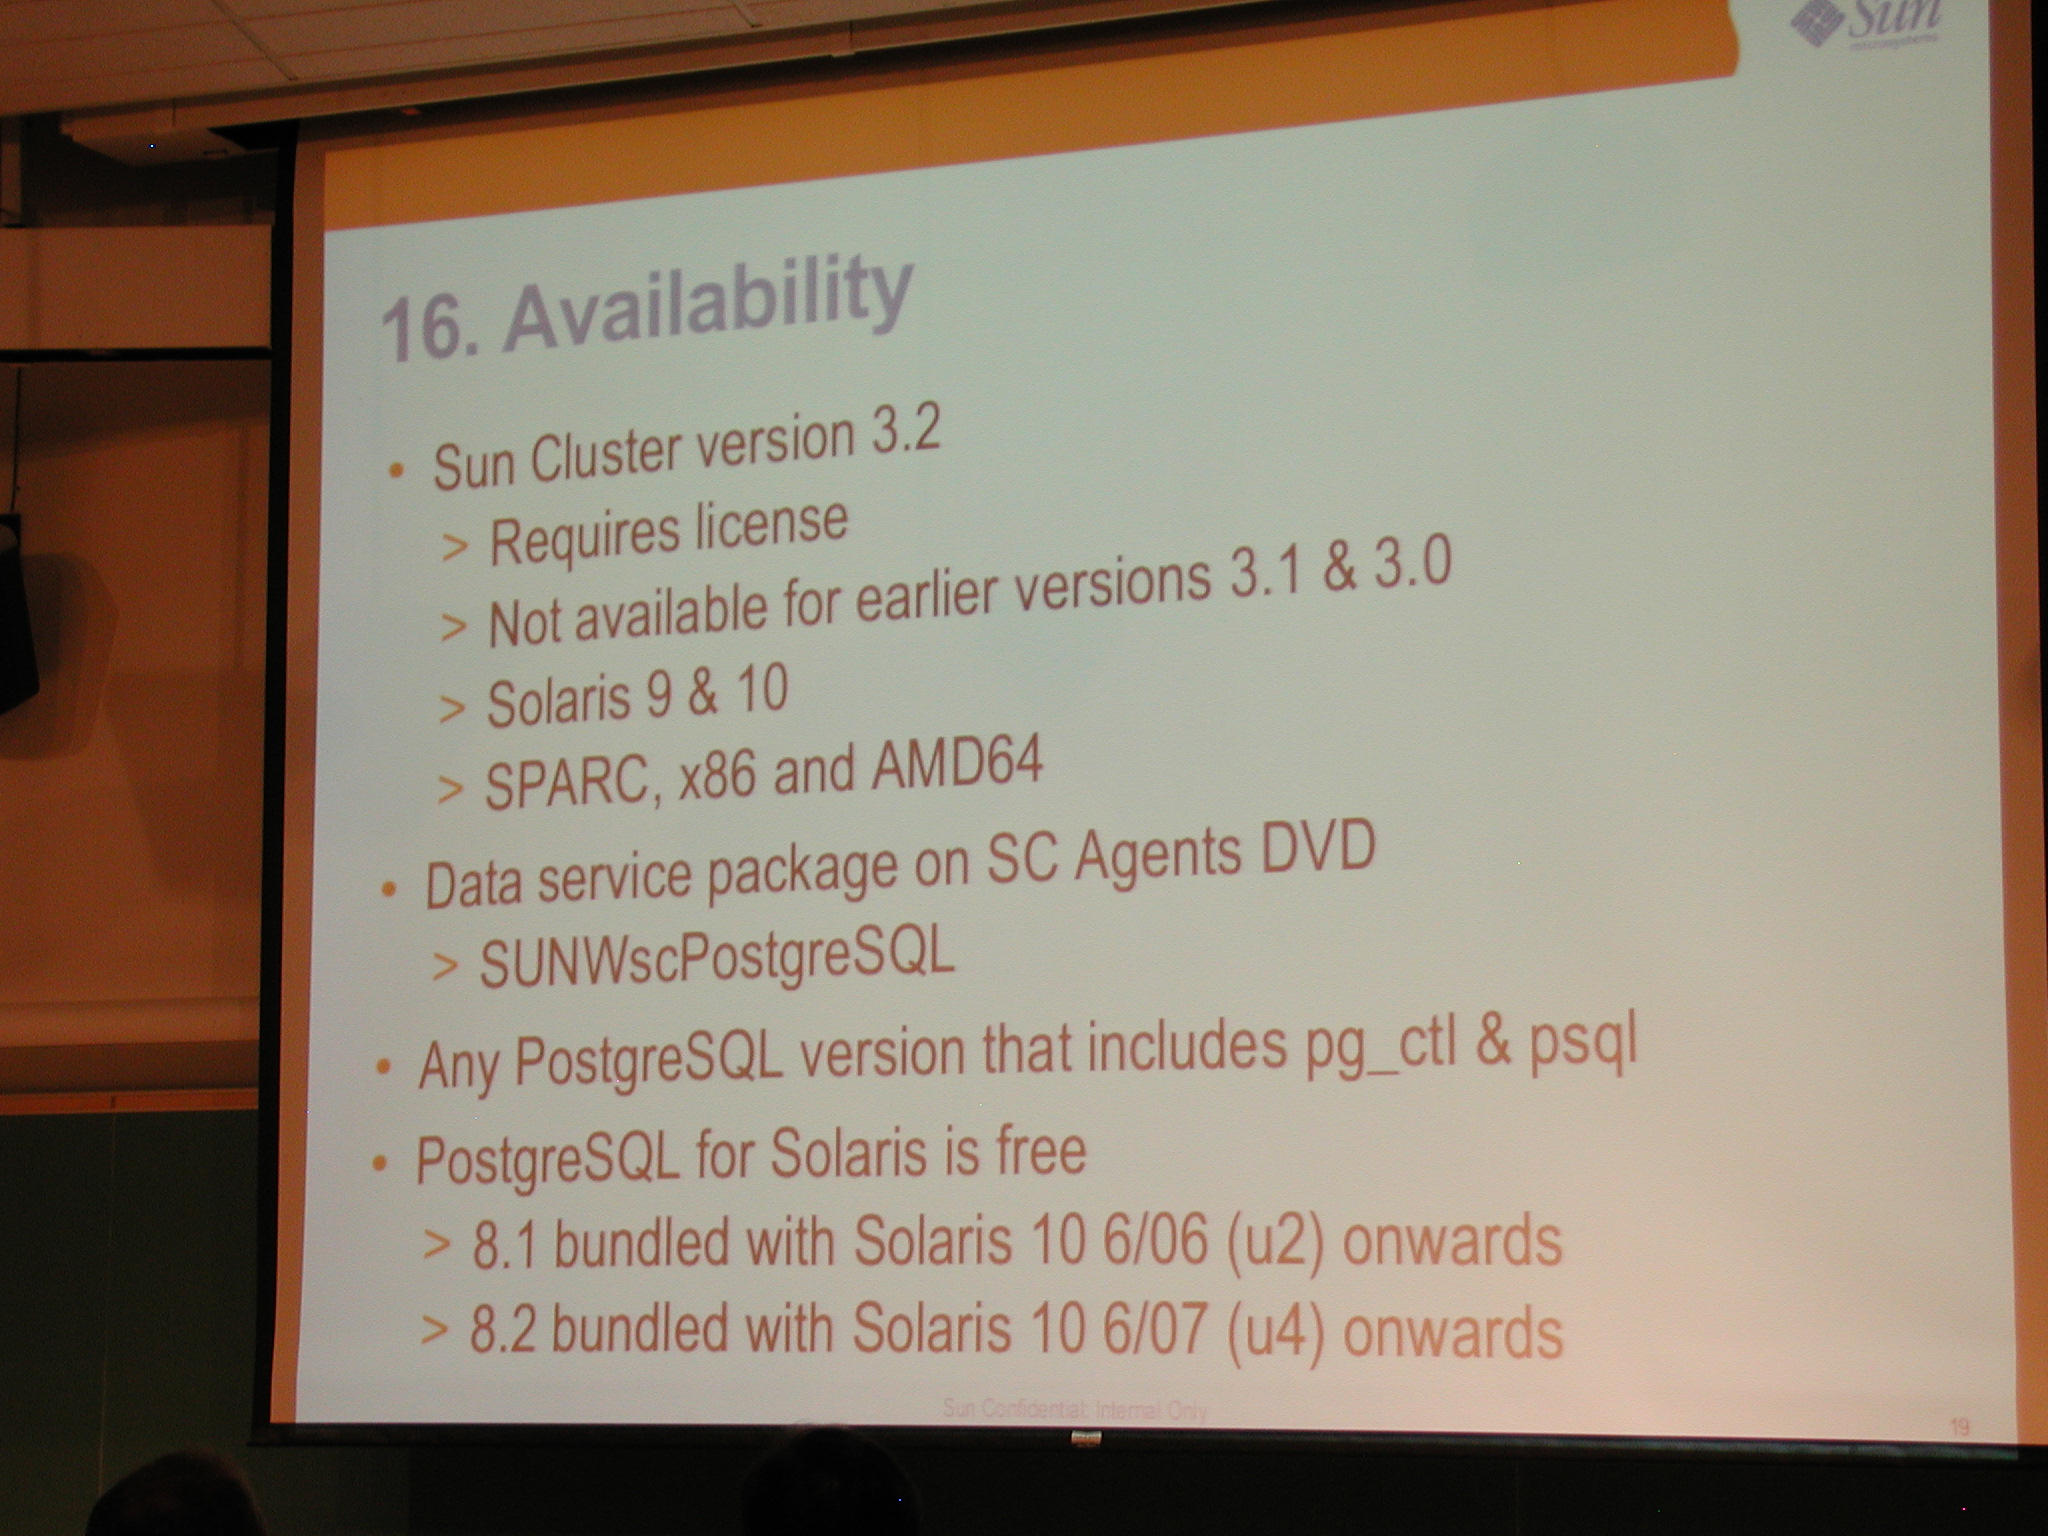 Sun
microsystems
16. Availability
• Sun Cluster version 3.2
> Requires license
> Not available for earlier versions 3.1 & 3.0
> Solaris 9 & 10
> SPARC, x86 and AMD64
• Data service package on SC Agents DVD
> SUNWscPostgreSQL
• Any PostgreSQL version that includes pg_ctl & psql
• PostgreSQL for Solaris is free
> 8.1 bundled with Solaris 10 6/06 (u2) onwards
> 8.2 bundled with Solaris 10 6/07 (u4) onwards
Sun Confidential: Internal Only
19